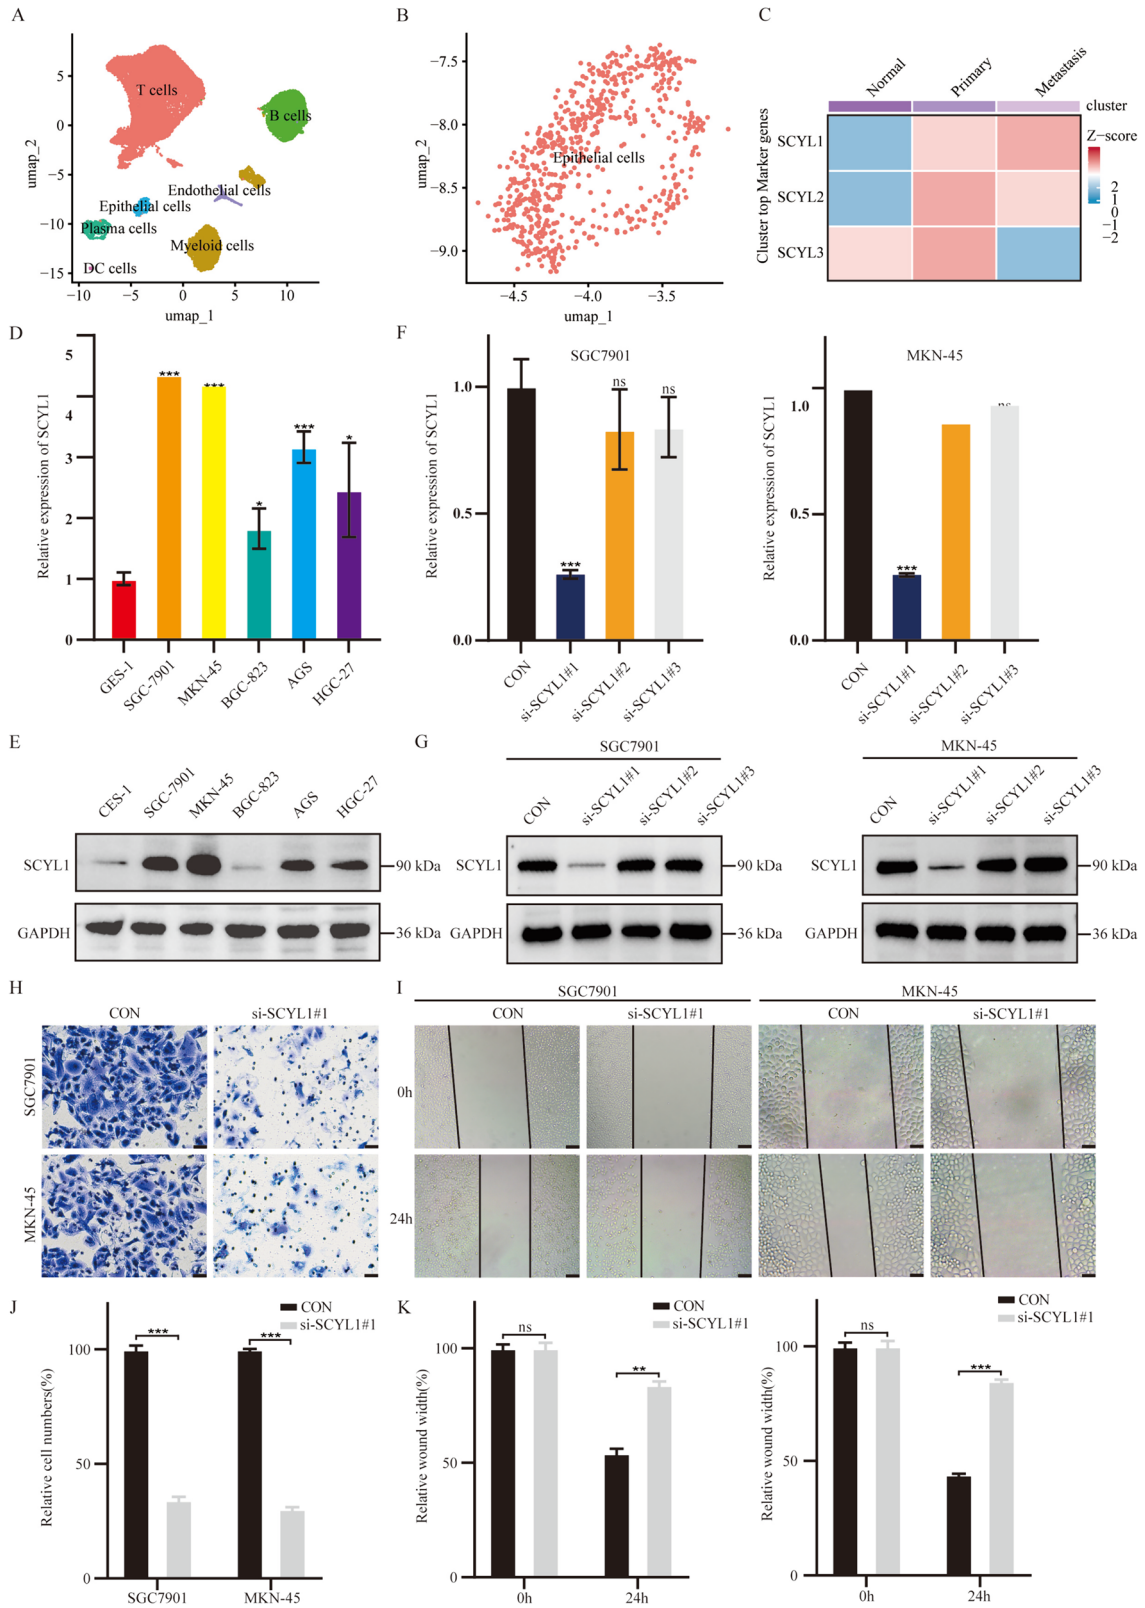 A
B
C
5
0
−5
−10
−15
umap_2
T cells
B cells
Endothelial cells
Epithelial cells
Plasma cells
Myeloid cells
DC cells
−10
−5
0
5
10
umap_1
−7.5
−8.0
−8.5
−9.0
umap_2
Epithelial cells
−4.5
−4.0
−3.5
umap_1
Normal
Primary
Metastasis
cluster
Cluster top Marker genes
SCYL1
SCYL2
SCYL3
Z−score
2
1
0
−1
−2
D
Relative expression of SCYL1
5
4
3
2
1
0
***
***
*
***
*
GES-1
SGC-7901
MKN-45
BGC-823
AGS
HGC-27
F
SGC7901
Relative expression of SCYL1
1.0
0.5
0.0
***
ns
ns
CON
si-SCYL1#1
si-SCYL1#2
si-SCYL1#3
MKN-45
Relative expression of SCYL1
1.0
0.5
0.0
***
ns
CON
si-SCYL1#1
si-SCYL1#2
si-SCYL1#3
E
CES-1
SGC-7901
MKN-45
BGC-823
AGS
HGC-27
SCYL1
90 kDa
GAPDH
36 kDa
G
SGC7901
CON
si-SCYL1#1
si-SCYL1#2
si-SCYL1#3
SCYL1
90 kDa
GAPDH
36 kDa
MKN-45
CON
si-SCYL1#1
si-SCYL1#2
si-SCYL1#3
SCYL1
90 kDa
GAPDH
36 kDa
H
CON
si-SCYL1#1
SGC7901
MKN-45
I
SGC7901
MKN-45
CON
si-SCYL1#1
CON
si-SCYL1#1
0h
24h
J
CON
si-SCYL1#1
Relative cell numbers(%)
100
50
0
***
***
SGC7901
MKN-45
K
CON
si-SCYL1#1
Relative wound width(%)
100
50
0
ns
**
0h
24h
CON
si-SCYL1#1
Relative wound width(%)
100
50
0
ns
***
0h
24h